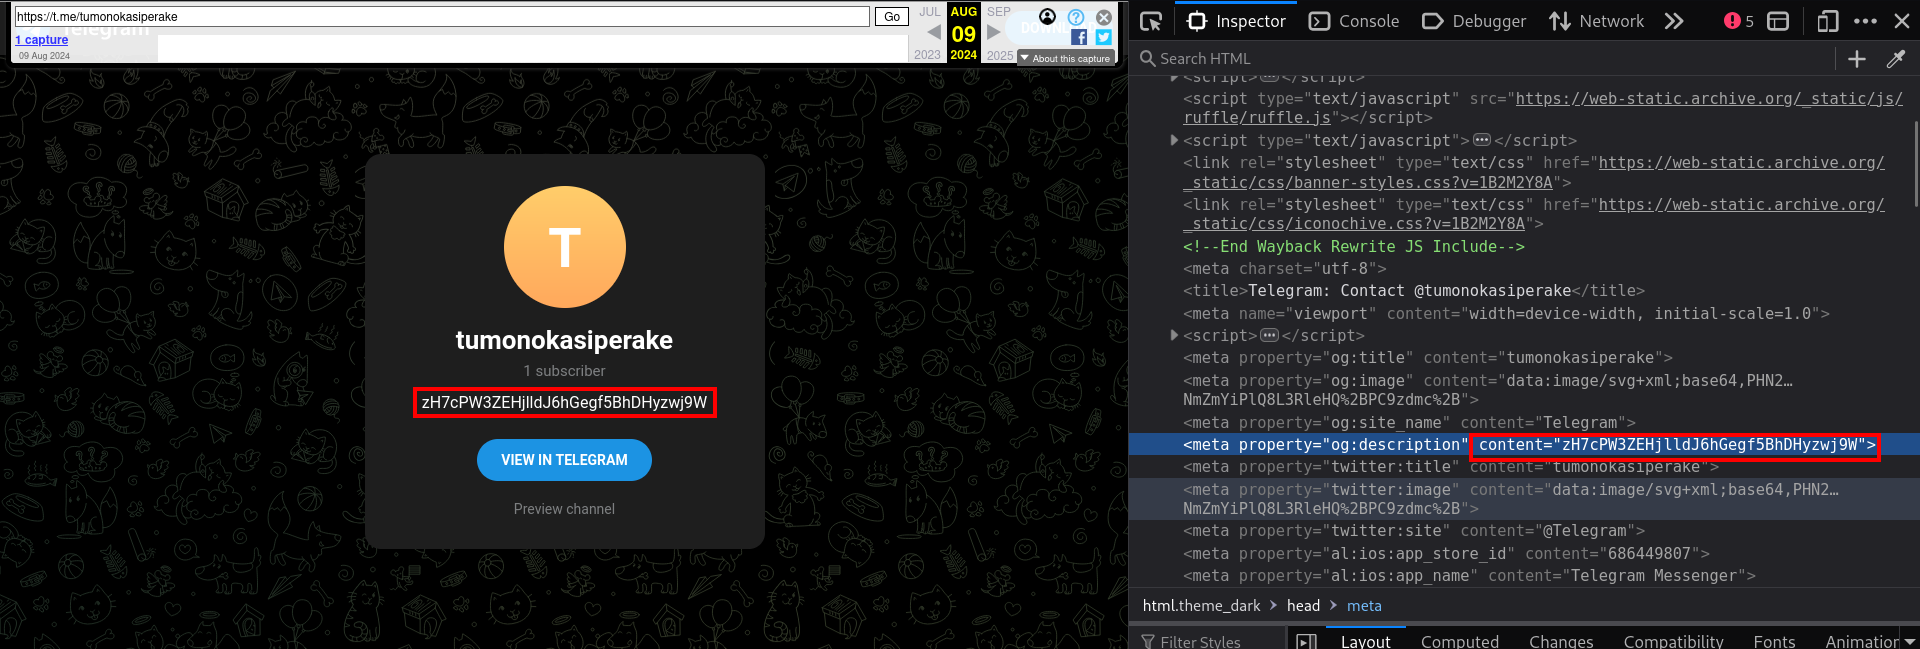 https://t.me/tumonokasiperake
Go
JUL AUG SEP
1 capture
09
09 Aug 2024
2023 2024 2025
About this capture
T
tumonokasiperake
1 subscriber
zH7cPW3ZEHjlldJ6hGegf5BhDHyzwj9W
VIEW IN TELEGRAM
Preview channel
Inspector Console Debugger Network 5
Search HTML
<script>…</script>
<script type="text/javascript" src="https://web-static.archive.org/_static/js/
ruffle/ruffle.js"></script>
<script type="text/javascript">…</script>
<link rel="stylesheet" type="text/css" href="https://web-static.archive.org/
_static/css/banner-styles.css?v=1B2M2Y8A">
<link rel="stylesheet" type="text/css" href="https://web-static.archive.org/
_static/css/iconochive.css?v=1B2M2Y8A">
<!--End Wayback Rewrite JS Include-->
<meta charset="utf-8">
<title>Telegram: Contact @tumonokasiperake</title>
<meta name="viewport" content="width=device-width, initial-scale=1.0">
<script>…</script>
<meta property="og:title" content="tumonokasiperake">
<meta property="og:image" content="data:image/svg+xml;base64,PHN2…
NmZmYiPlQ8L3RleHQ%2BPC9zdmc%2B">
<meta property="og:site_name" content="Telegram">
<meta property="og:description" content="zH7cPW3ZEHjlldJ6hGegf5BhDHyzwj9W">
<meta property="twitter:title" content="tumonokasiperake">
<meta property="twitter:image" content="data:image/svg+xml;base64,PHN2…
NmZmYiPlQ8L3RleHQ%2BPC9zdmc%2B">
<meta property="twitter:site" content="@Telegram">
<meta property="al:ios:app_store_id" content="686449807">
<meta property="al:ios:app_name" content="Telegram Messenger">
html.theme_dark > head > meta
Filter Styles
Layout Computed Changes Compatibility Fonts